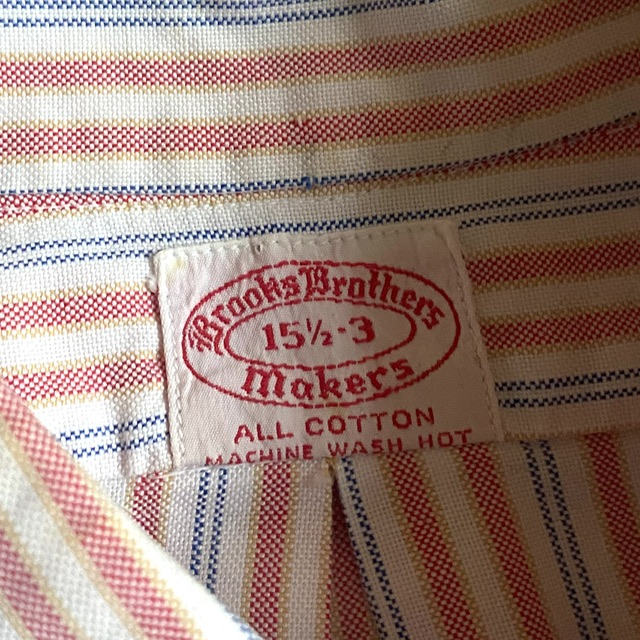 Brooks Brothers
15½-3
Makers
ALL COTTON
MACHINE WASH HOT